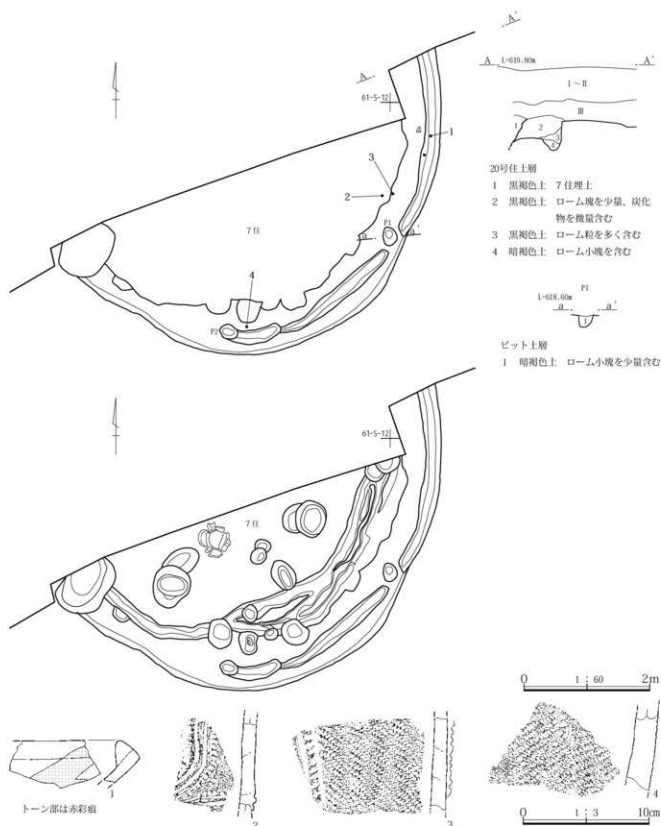 A'
A
61-S-12
1
3
2
7住
P1
a
a'
4
P2
A L=619.80m A'
Ⅰ～Ⅱ
Ⅲ
1
2
3
4
20号住土層
1 黒褐色土 7住埋土
2 黒褐色土 ローム塊を少量、炭化
物を微量含む
3 黒褐色土 ローム粒を多く含む
4 暗褐色土 ローム小塊を含む
P1
L=618.60m
a a'
1
ピット土層
1 暗褐色土 ローム小塊を少量含む
61-S-12
7住
0 1：60 2m
1
トーン部は赤彩痕
2
3
4
0 1：3 10cm